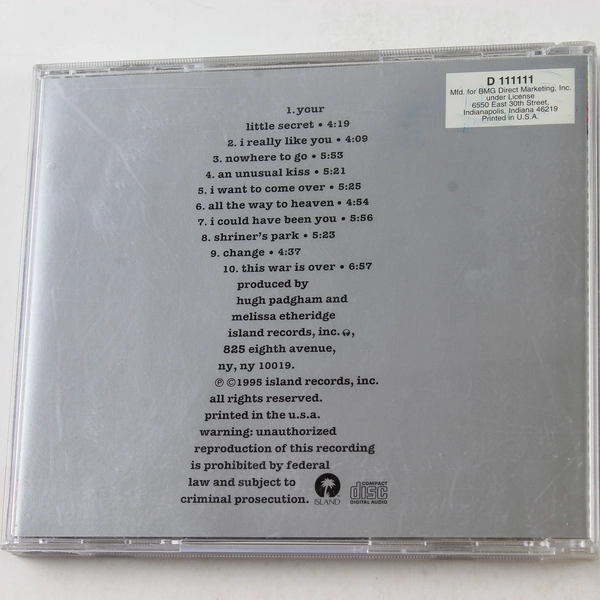 D 111111
Mfd. for BMG Direct Marketing, Inc.
under License
6550 East 30th Street,
Indianapolis, Indiana 46219
Printed in U.S.A.
1. your
little secret • 4:19
2. i really like you • 4:09
3. nowhere to go • 5:53
4. an unusual kiss • 5:21
5. i want to come over • 5:25
6. all the way to heaven • 4:54
7. i could have been you • 5:56
8. shriner's park • 5:23
9. change • 4:37
10. this war is over • 6:57
produced by
hugh padgham and
melissa etheridge
island records, inc. ,
825 eighth avenue,
ny, ny 10019.
℗ ©1995 island records, inc.
all rights reserved.
printed in the u.s.a.
warning: unauthorized
reproduction of this recording
is prohibited by federal
law and subject to
criminal prosecution.
ISLAND
COMPACT
disc
DIGITAL AUDIO